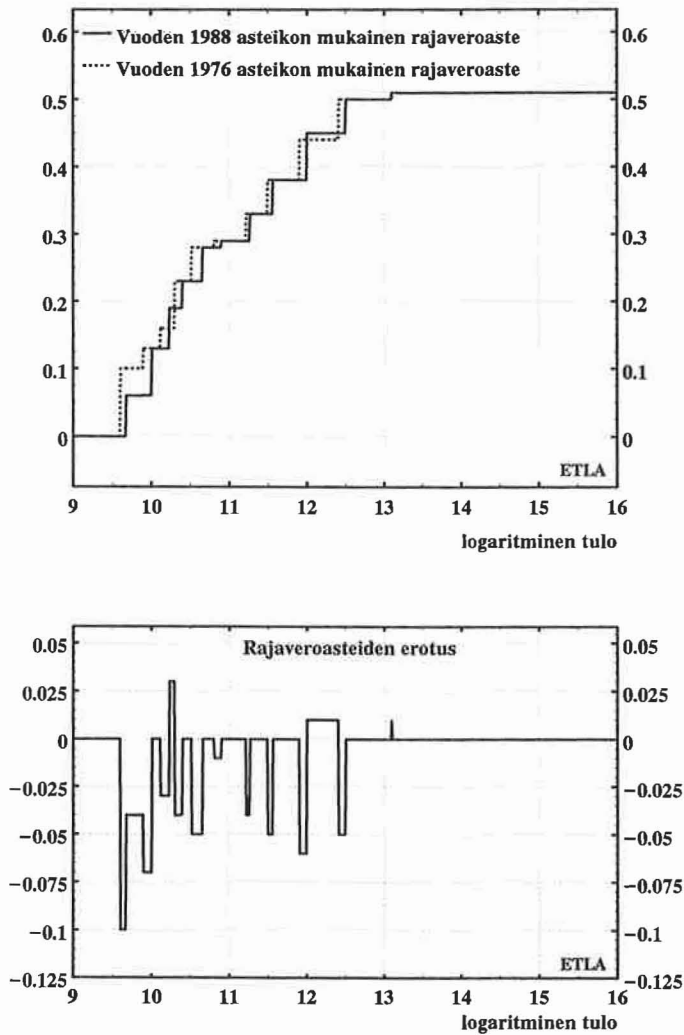 0.6 0.6
Vuoden 1988 asteikon mukainen rajaveroaste
Vuoden 1976 asteikon mukainen rajaveroaste
0.5 0.5
0.4 0.4
0.3 0.3
0.2 0.2
0.1 0.1
0 0
ETLA
9 10 11 12 13 14 15 16
logaritminen tulo
0.05 Rajaveroasteiden erotus 0.05
0.025 0.025
0 0
−0.025 −0.025
−0.05 −0.05
−0.075 −0.075
−0.1 −0.1
ETLA
−0.125 −0.125
9 10 11 12 13 14 15 16
logaritminen tulo